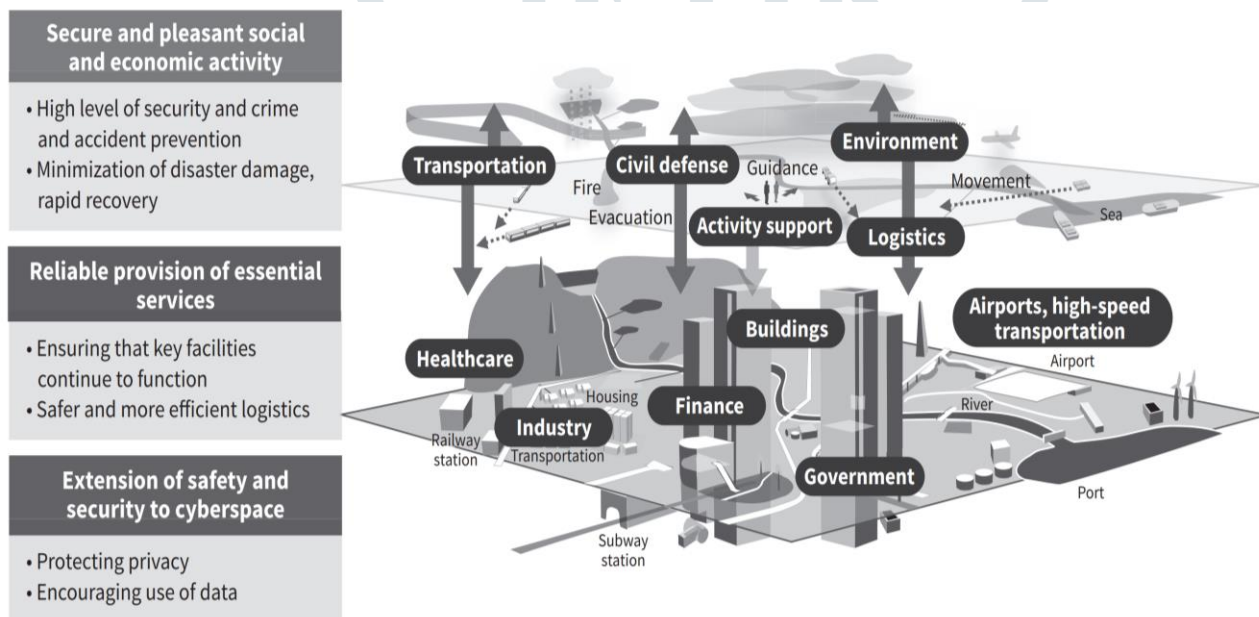 Secure and pleasant social
and economic activity
• High level of security and crime
and accident prevention
• Minimization of disaster damage,
rapid recovery
Reliable provision of essential
services
• Ensuring that key facilities
continue to function
• Safer and more efficient logistics
Extension of safety and
security to cyberspace
• Protecting privacy
• Encouraging use of data
Transportation
Civil defense
Environment
Guidance
Fire
Movement
Evacuation
Activity support
Logistics
Sea
Buildings
Airports, high-speed
transportation
Healthcare
Airport
Housing
Finance
River
Industry
Railway
station
Transportation
Government
Port
Subway
station